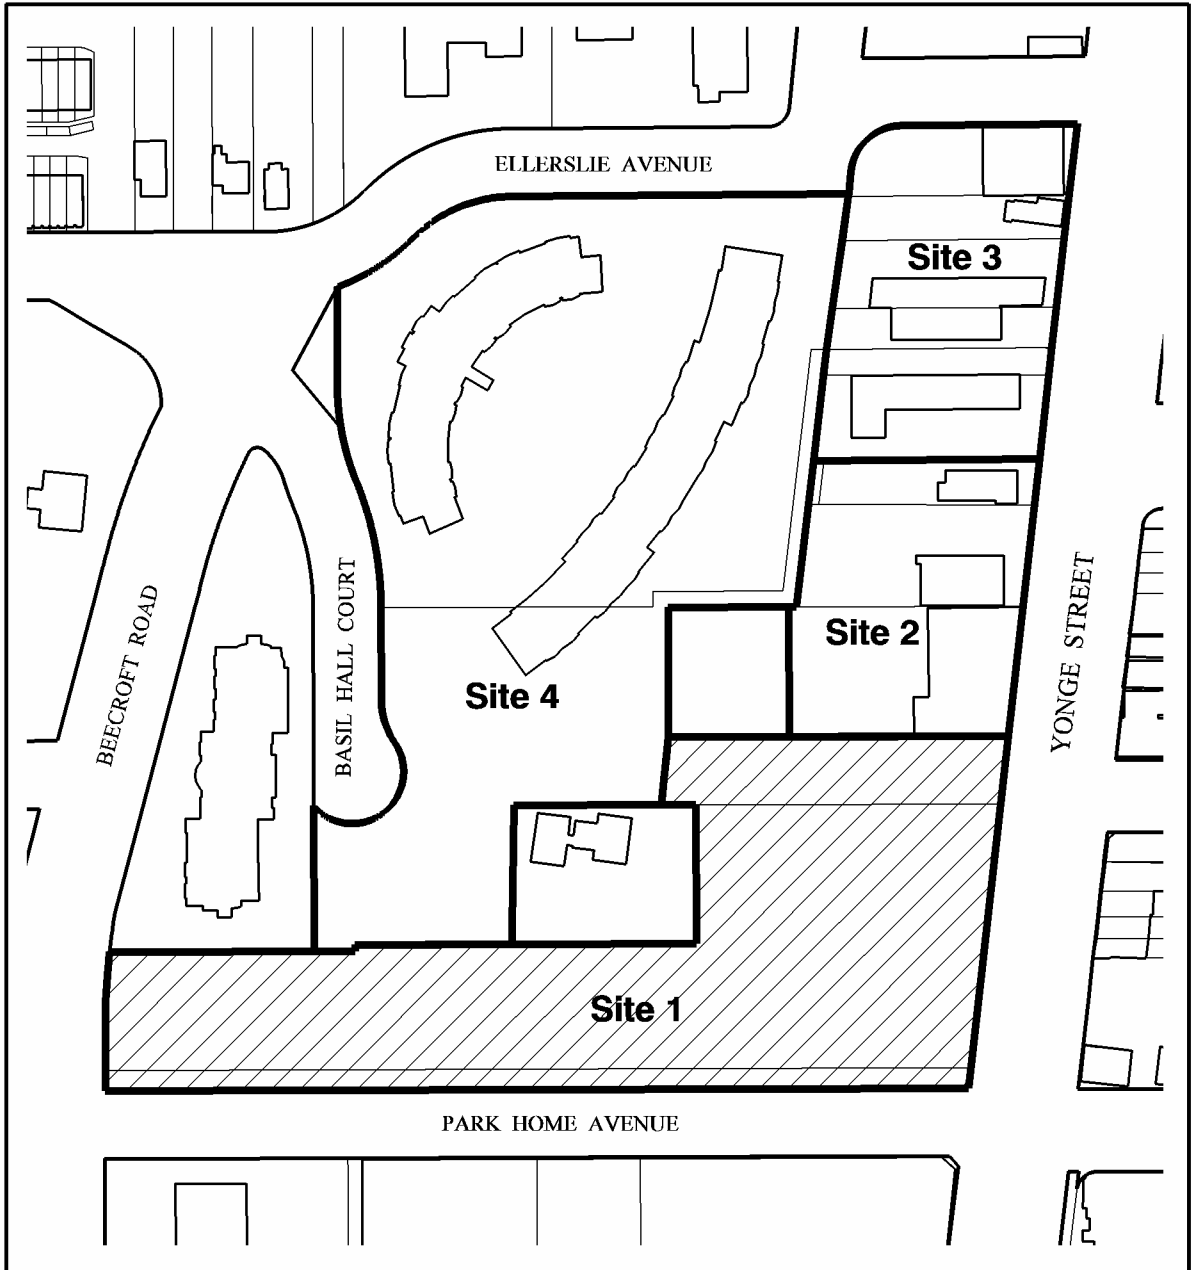 ELLERSLIE AVENUE
Site 3
BEECROFT ROAD
BASIL HALL COURT
YONGE STREET
Site 2
Site 4
Site 1
PARK HOME AVENUE